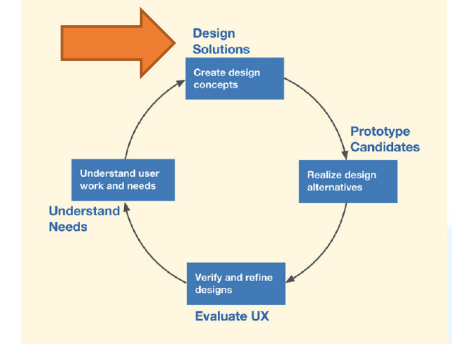 Design
Solutions
Create design
concepts
Prototype
Candidates
Realize design
alternatives
Understand user
work and needs
Understand
Needs
Verify and refine
designs
Evaluate UX